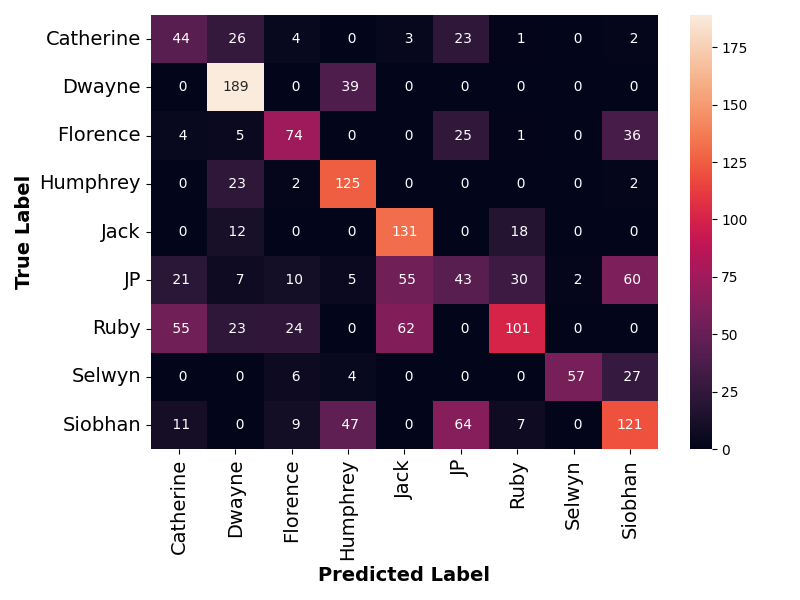 Catherine 44 26 4 0 3 23 1 0 2
Dwayne 0 189 0 39 0 0 0 0 0
Florence 4 5 74 0 0 25 1 0 36
Humphrey 0 23 2 125 0 0 0 0 2
Jack 0 12 0 0 131 0 18 0 0
JP 21 7 10 5 55 43 30 2 60
Ruby 55 23 24 0 62 0 101 0 0
Selwyn 0 0 6 4 0 0 0 57 27
Siobhan 11 0 9 47 0 64 7 0 121
True Label
Catherine Dwayne Florence Humphrey Jack JP Ruby Selwyn Siobhan
Predicted Label
175
150
125
100
75
50
25
0